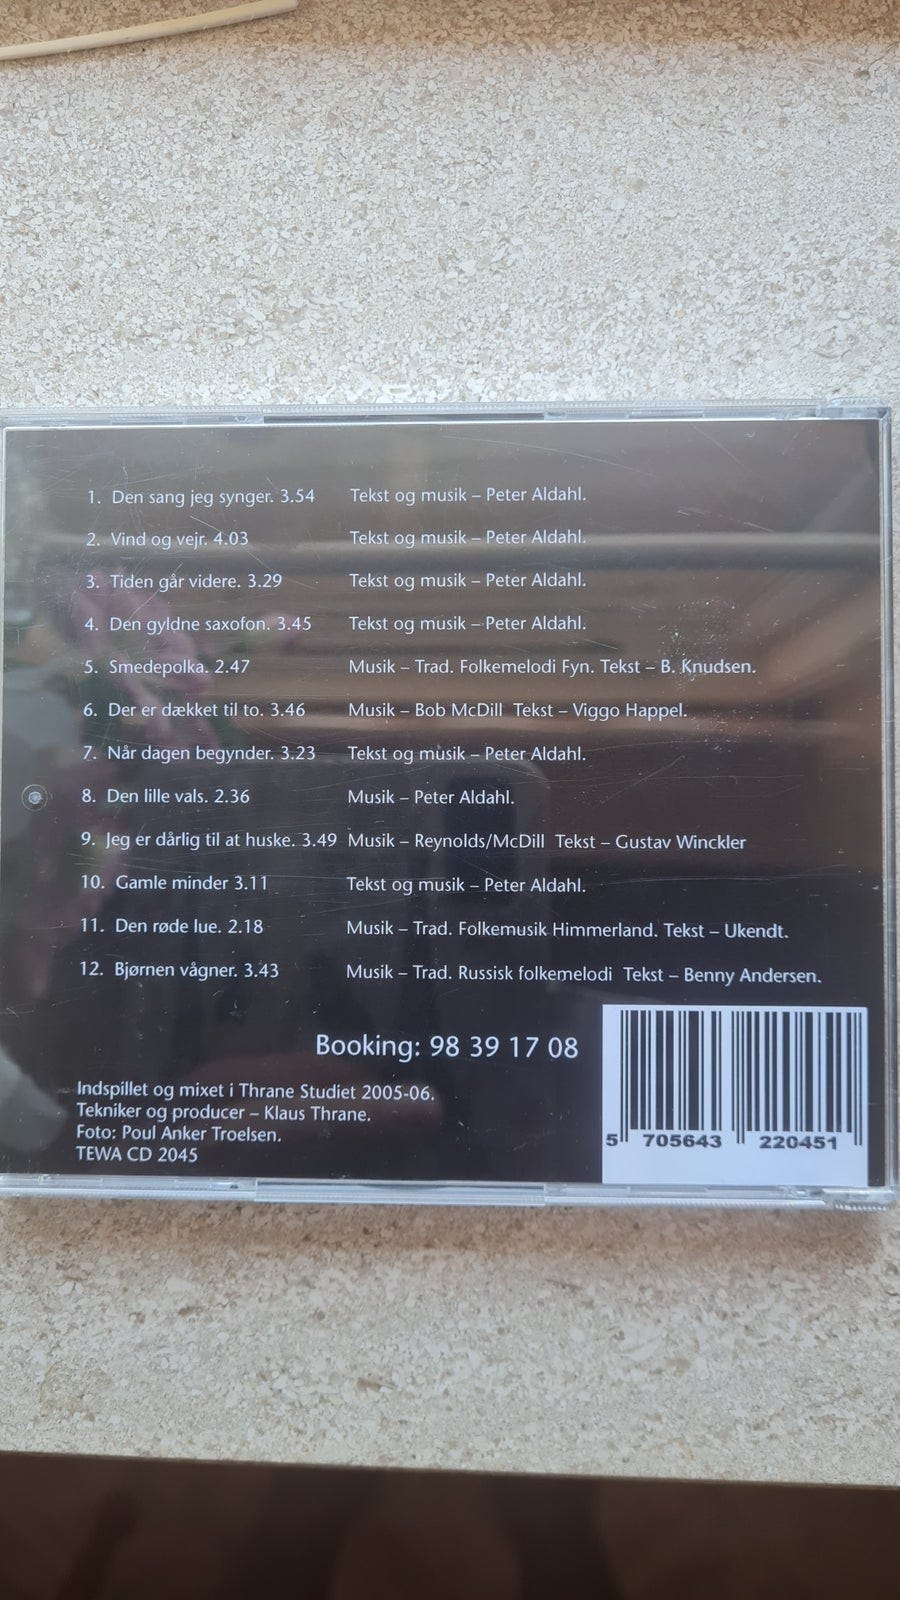 1. Den sang jeg synger. 3.54 Tekst og musik – Peter Aldahl.
2. Vind og vejr. 4.03 Tekst og musik – Peter Aldahl.
3. Tiden går videre. 3.29 Tekst og musik – Peter Aldahl.
4. Den gyldne saxofon. 3.45 Tekst og musik – Peter Aldahl.
5. Smedepolka. 2.47 Musik – Trad. Folkemelodi Fyn. Tekst – B. Knudsen.
6. Der er dækket til to. 3.46 Musik – Bob McDill Tekst – Viggo Happel.
7. Når dagen begynder. 3.23 Tekst og musik – Peter Aldahl.
8. Den lille vals. 2.36 Musik – Peter Aldahl.
9. Jeg er dårlig til at huske. 3.49 Musik – Reynolds/McDill Tekst – Gustav Winckler
10. Gamle minder 3.11 Tekst og musik – Peter Aldahl.
11. Den røde lue. 2.18 Musik – Trad. Folkemusik Himmerland. Tekst – Ukendt.
12. Bjørnen vågner. 3.43 Musik – Trad. Russisk folkemelodi Tekst – Benny Andersen.
Booking: 98 39 17 08
Indspillet og mixet i Thrane Studiet 2005-06.
Tekniker og producer – Klaus Thrane.
Foto: Poul Anker Troelsen.
TEWA CD 2045
5 705643 220451